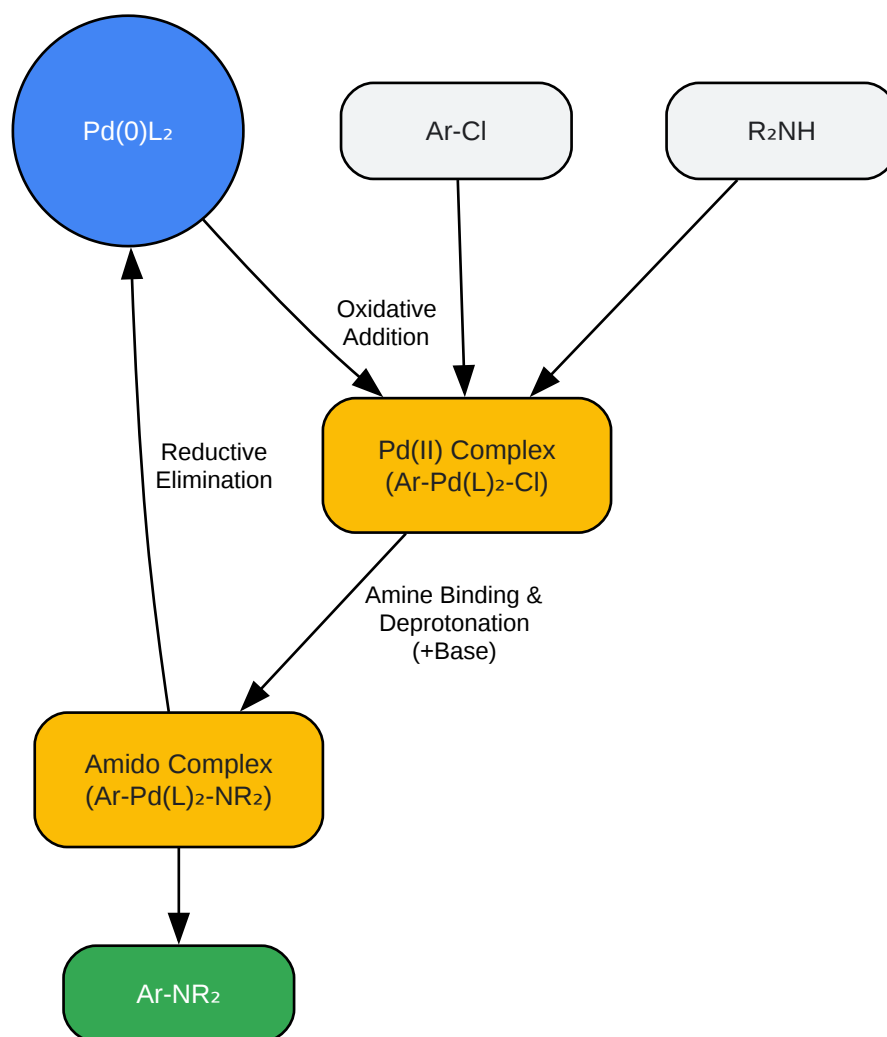 Pd(0)L₂
Ar-Cl
R₂NH
Oxidative
Addition
Reductive
Elimination
Pd(II) Complex
(Ar-Pd(L)₂-Cl)
Amine Binding &
Deprotonation
(+Base)
Amido Complex
(Ar-Pd(L)₂-NR₂)
Ar-NR₂